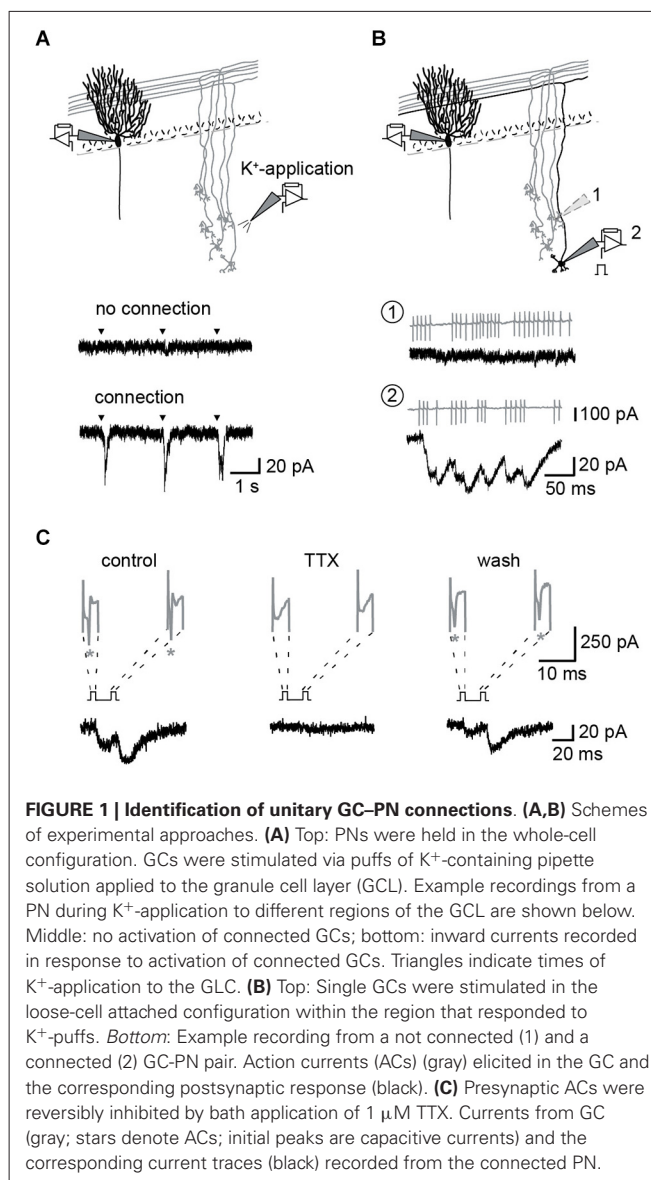 A
B
K⁺-application
1
2
no connection
connection
20 pA
1 s
1
2
100 pA
20 pA
50 ms
C
control
TTX
wash
*
*
*
*
250 pA
10 ms
20 pA
20 ms
FIGURE 1 | Identification of unitary GC–PN connections. (A,B) Schemes
of experimental approaches. (A) Top: PNs were held in the whole-cell
configuration. GCs were stimulated via puffs of K⁺-containing pipette
solution applied to the granule cell layer (GCL). Example recordings from a
PN during K⁺-application to different regions of the GCL are shown below.
Middle: no activation of connected GCs; bottom: inward currents recorded
in response to activation of connected GCs. Triangles indicate times of
K⁺-application to the GLC. (B) Top: Single GCs were stimulated in the
loose-cell attached configuration within the region that responded to
K⁺-puffs. Bottom: Example recording from a not connected (1) and a
connected (2) GC-PN pair. Action currents (ACs) (gray) elicited in the GC and
the corresponding postsynaptic response (black). (C) Presynaptic ACs were
reversibly inhibited by bath application of 1 μM TTX. Currents from GC
(gray; stars denote ACs; initial peaks are capacitive currents) and the
corresponding current traces (black) recorded from the connected PN.